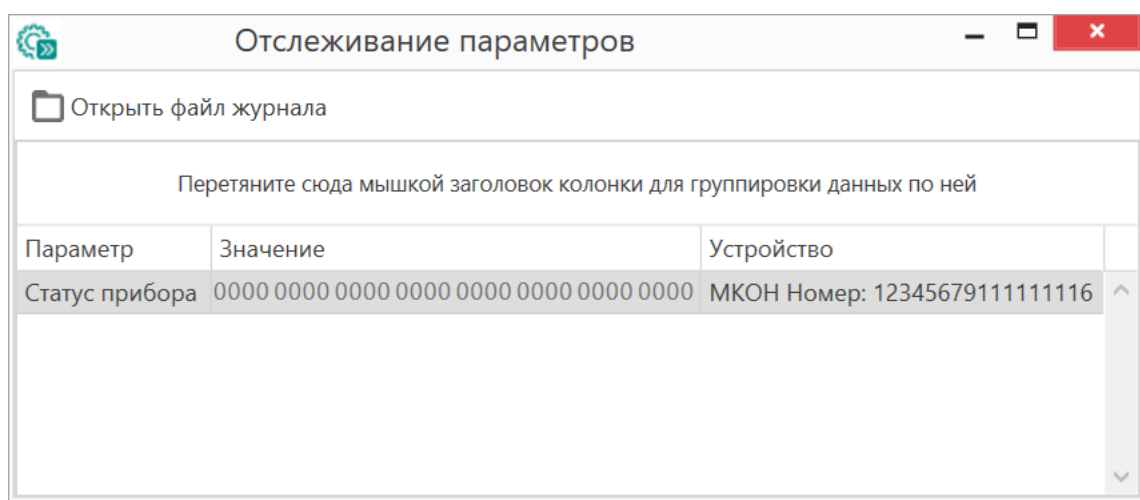 Отслеживание параметров
Открыть файл журнала
Перетяните сюда мышкой заголовок колонки для группировки данных по ней
Параметр Значение Устройство
Статус прибора 0000 0000 0000 0000 0000 0000 0000 0000 МКОН Номер: 12345679111111116